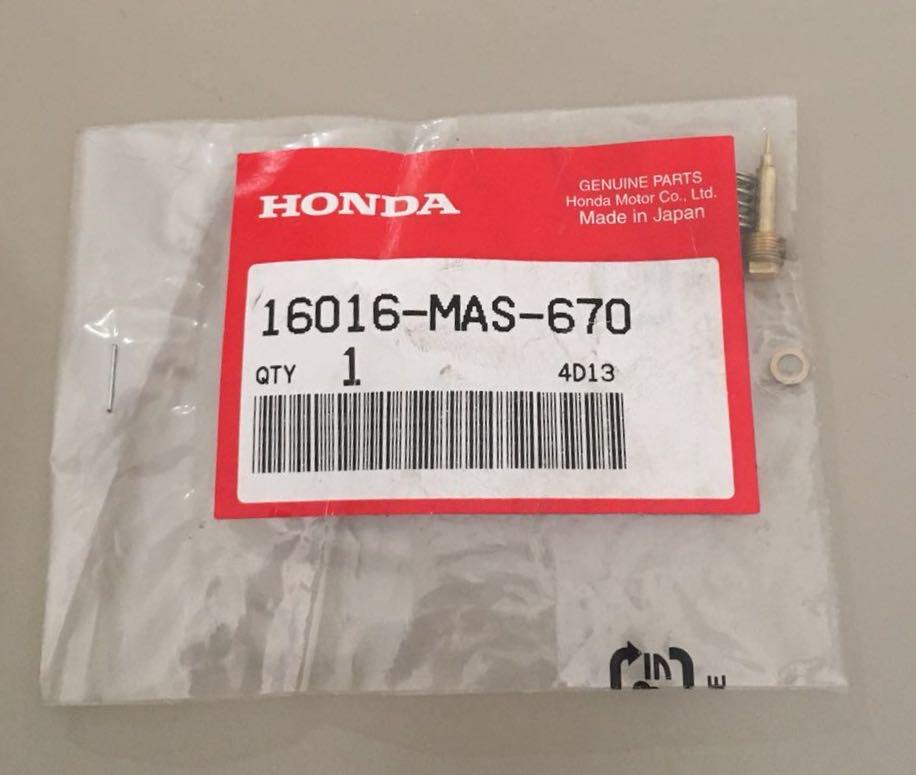 HONDA
GENUINE PARTS
Honda Motor Co., Ltd.
Made in Japan
16016-MAS-670
QTY 1 4D13